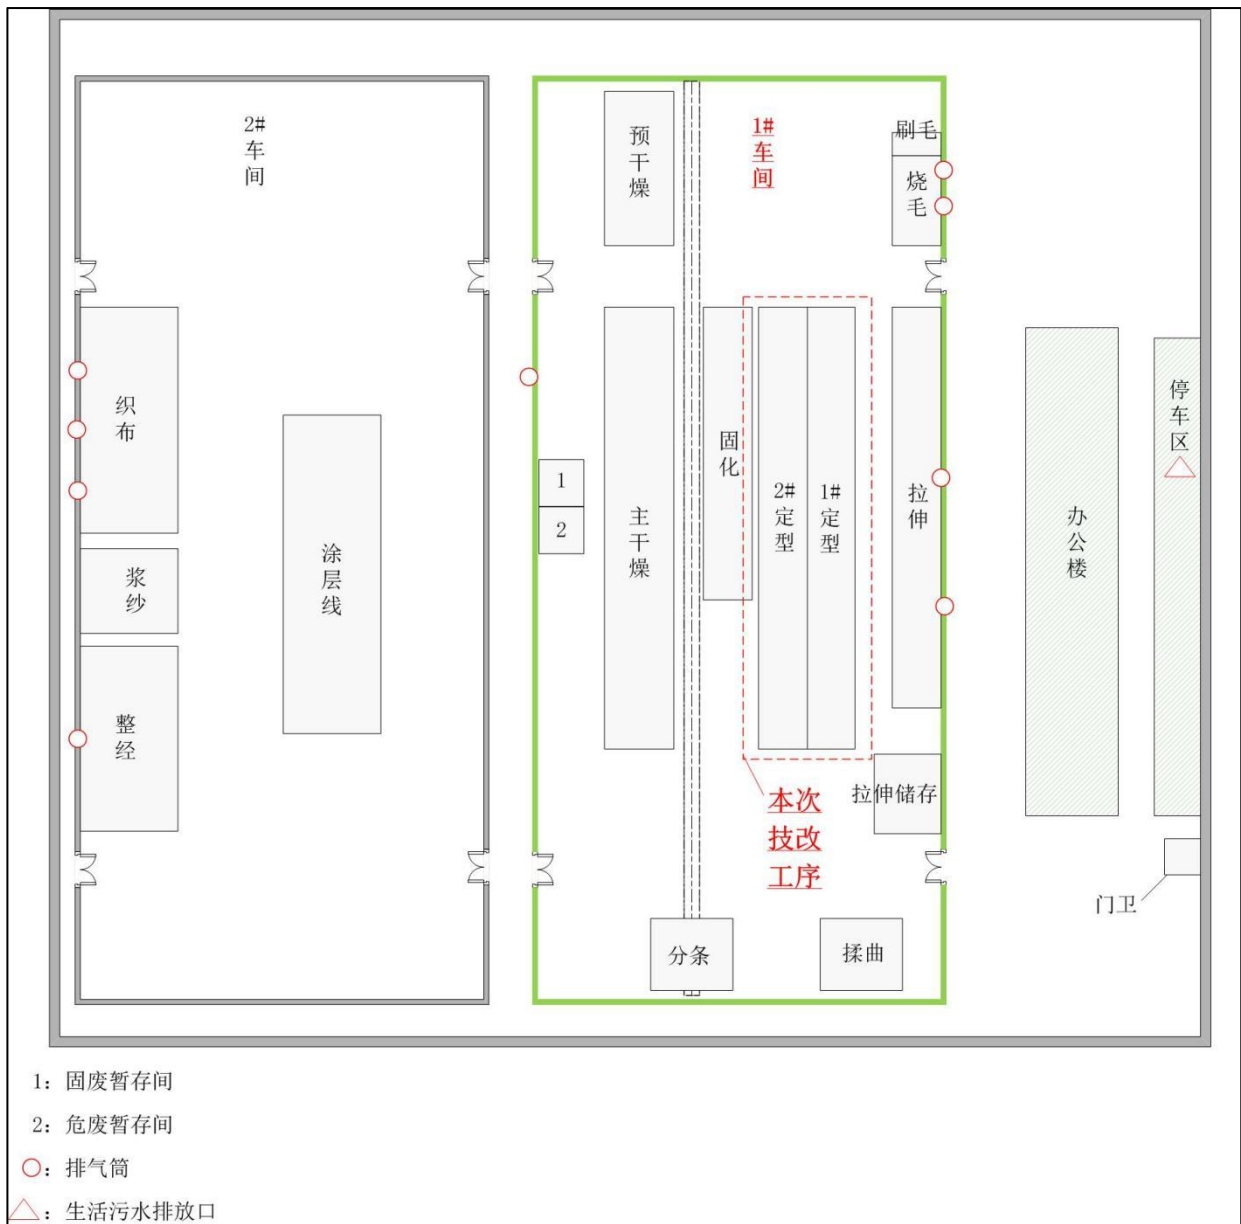 2#
车
间
预
干
燥
1#
车
间
刷毛
烧
毛
织
布
浆
纱
整
经
涂
层
线
1
2
主
干
燥
固
化
2#
定
型
1#
定
型
拉
伸
办
公
楼
停
车
区
拉伸储存
本次
技改
工序
门卫
分条
揉曲
1：固废暂存间
2：危废暂存间
：排气筒
：生活污水排放口